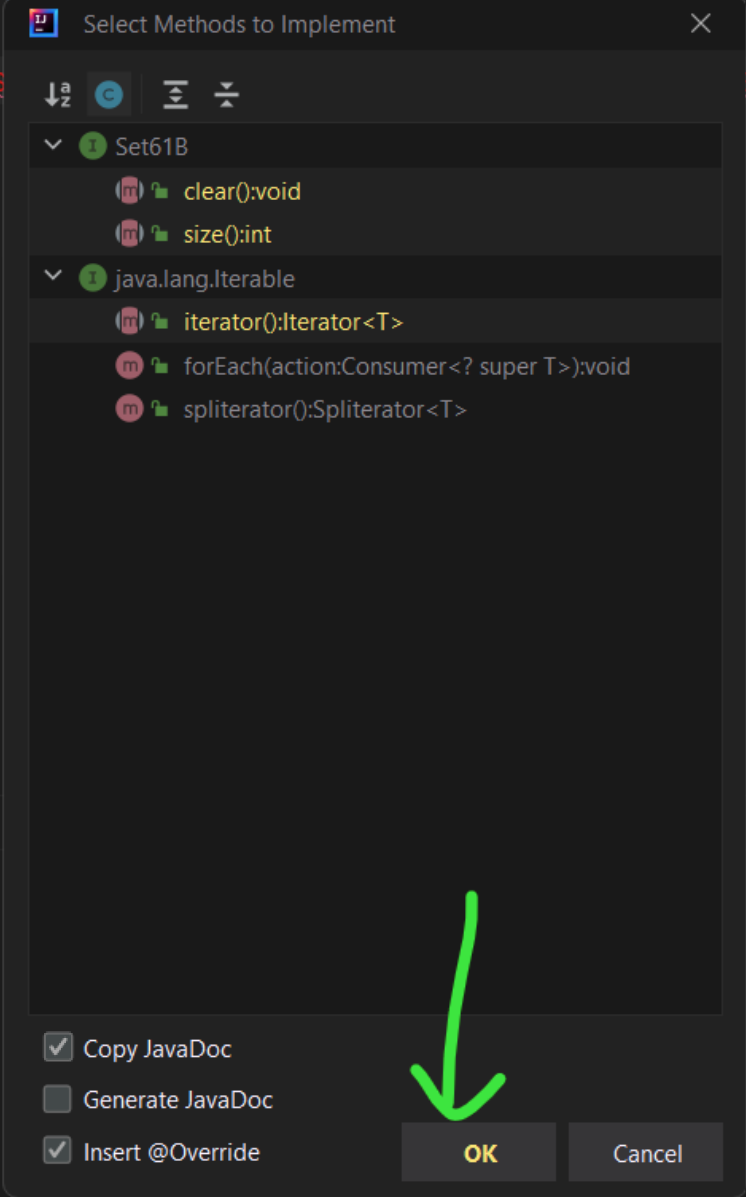 Select Methods to Implement
Set61B
clear():void
size():int
java.lang.Iterable
iterator():Iterator<T>
forEach(action:Consumer<? super T>):void
spliterator():Spliterator<T>
Copy JavaDoc
Generate JavaDoc
Insert @Override
OK
Cancel